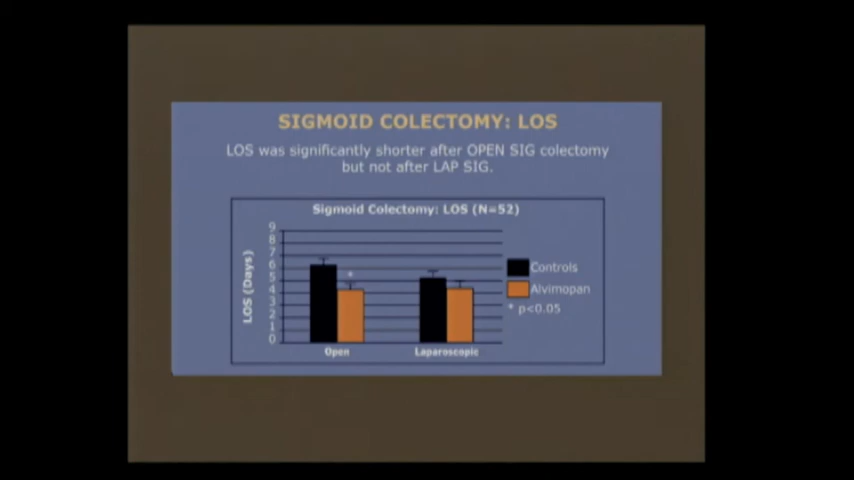 SIGMOID COLECTOMY: LOS
LOS was significantly shorter after OPEN SIG colectomy
but not after LAP SIG.
Sigmoid Colectomy: LOS (N=52)
LOS (Days)
9
8
7
6
5
4
3
2
1
0
*
Open
Laparoscopic
Controls
Alvimopan
* p<0.05